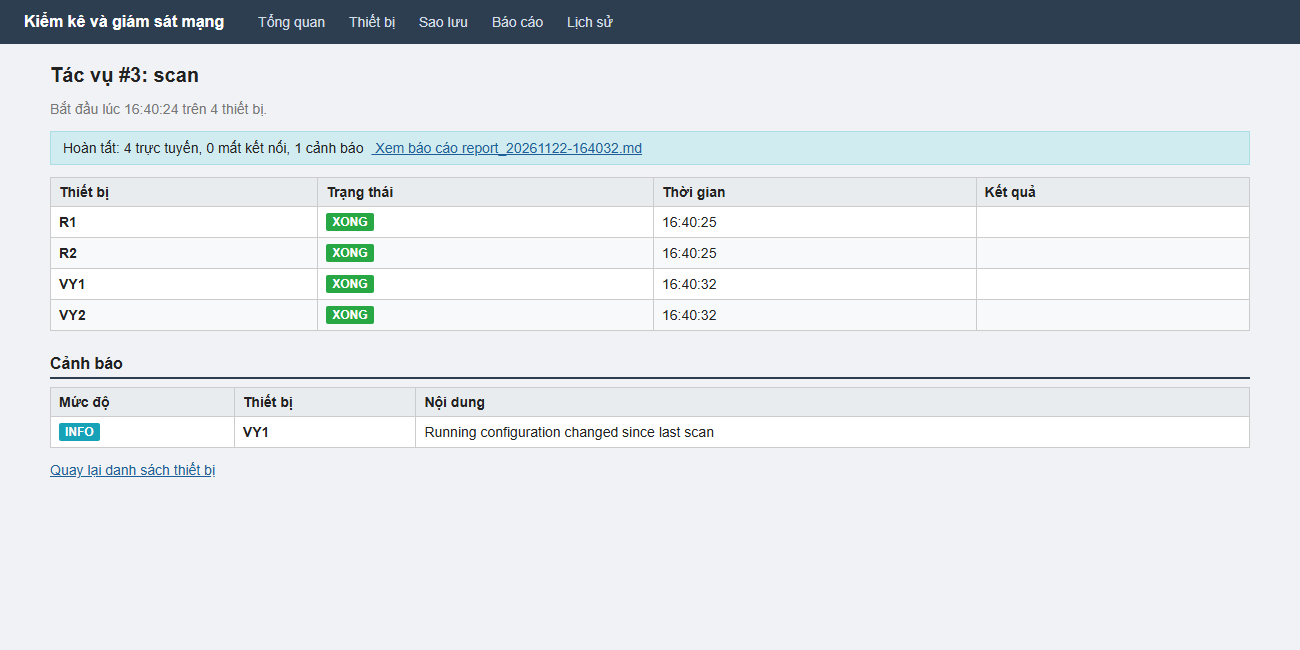 Kiểm kê và giám sát mạng Tổng quan Thiết bị Sao lưu Báo cáo Lịch sử
Tác vụ #3: scan
Bắt đầu lúc 16:40:24 trên 4 thiết bị.
Hoàn tất: 4 trực tuyến, 0 mất kết nối, 1 cảnh báo Xem báo cáo report_20261122-164032.md
Thiết bị Trạng thái Thời gian Kết quả
R1 XONG 16:40:25
R2 XONG 16:40:25
VY1 XONG 16:40:32
VY2 XONG 16:40:32
Cảnh báo
Mức độ Thiết bị Nội dung
INFO VY1 Running configuration changed since last scan
Quay lại danh sách thiết bị